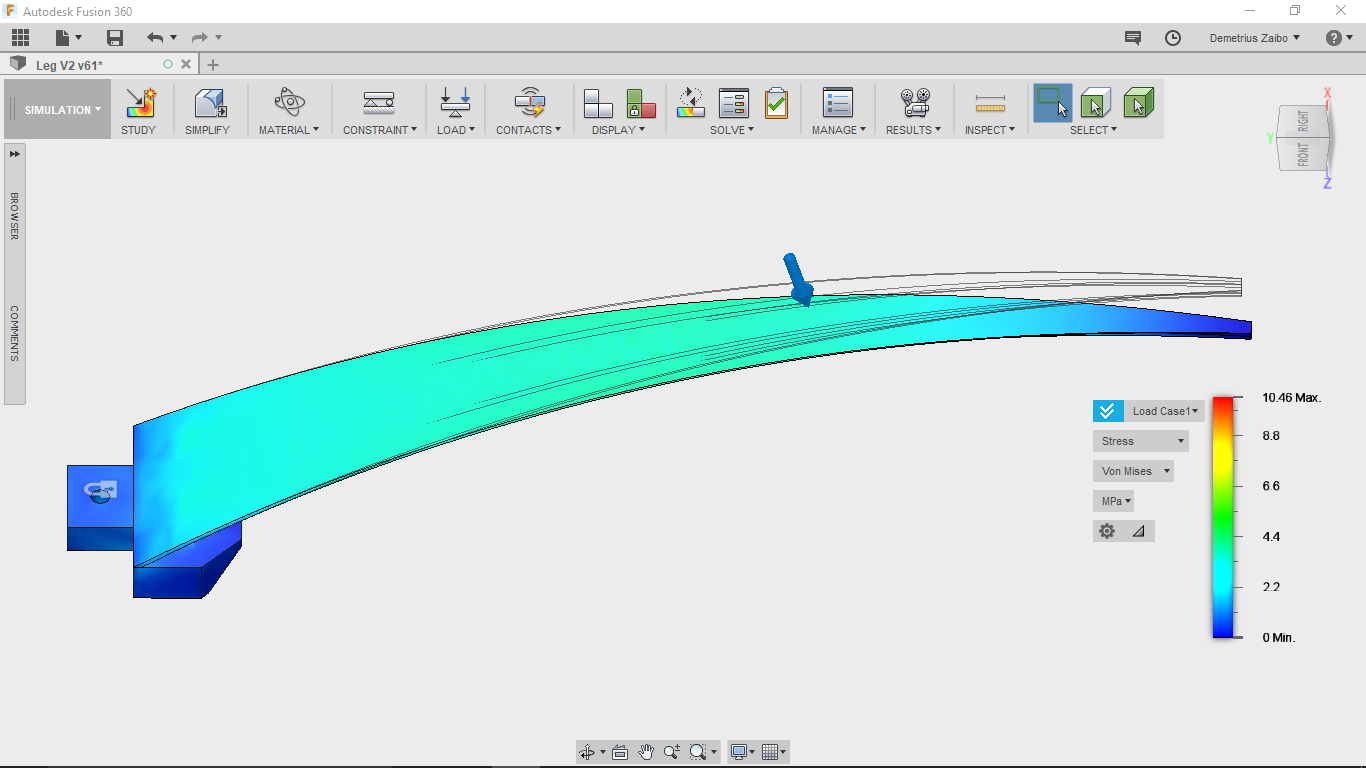 Autodesk Fusion 360
Demetrius Zaibo
Leg V2 v61*
SIMULATION
STUDY
SIMPLIFY
MATERIAL
CONSTRAINT
LOAD
CONTACTS
DISPLAY
SOLVE
MANAGE
RESULTS
INSPECT
SELECT
X
Y
Z
RIGHT
FRONT
BROWSER
COMMENTS
Load Case1
Stress
Von Mises
MPa
10.46 Max.
8.8
6.6
4.4
2.2
0 Min.